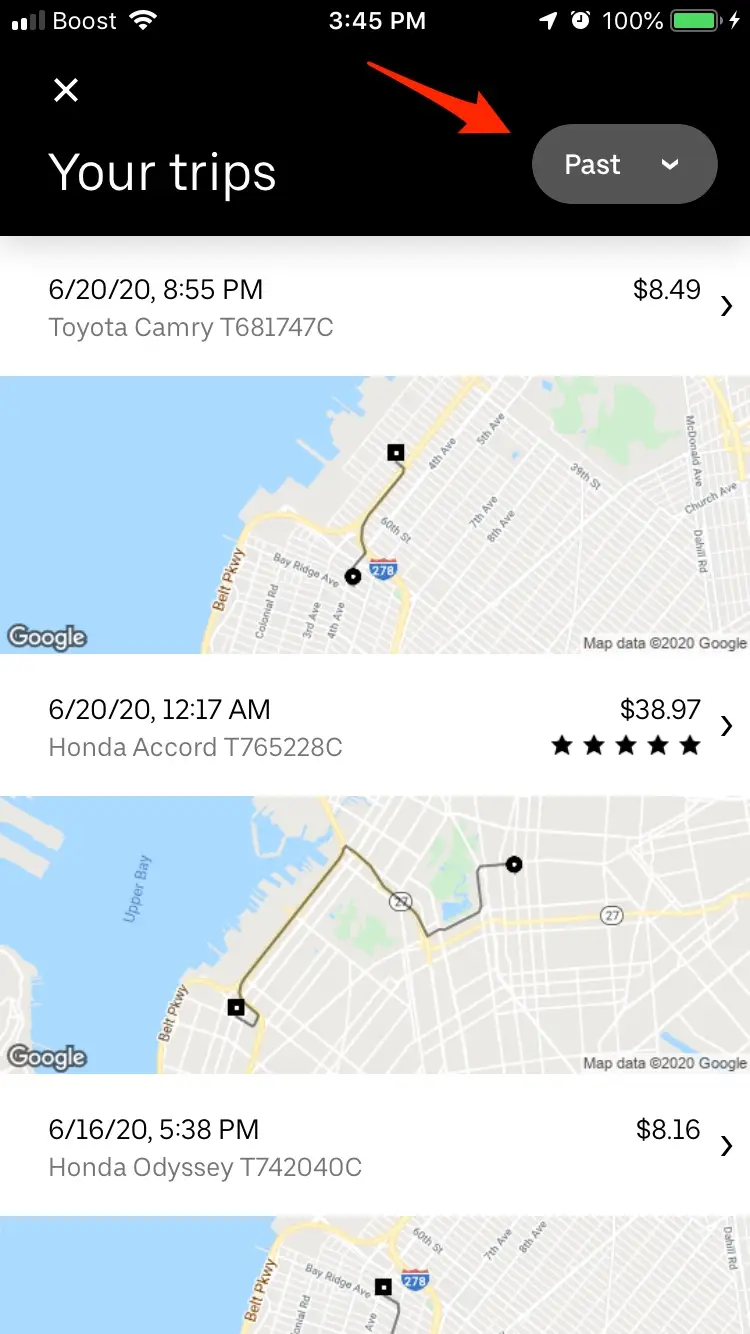 Boost 3:45 PM 100%
Your trips
Past
6/20/20, 8:55 PM $8.49
Toyota Camry T681747C
4th Ave
5th Ave
39th St
McDonald Ave
Church Ave
7th Ave
8th Ave
60th St
Dahill Rd
Bay Ridge Ave
278
Belt Pkwy
Colonial Rd
3rd Ave
4th Ave
Google Map data ©2020 Google
6/20/20, 12:17 AM $38.97
Honda Accord T765228C
Upper Bay
27
27
Belt Pkwy
Google Map data ©2020 Google
6/16/20, 5:38 PM $8.16
Honda Odyssey T742040C
60th St
7th Ave
8th Ave
Dahill Rd
Bay Ridge Ave
278
Belt Pkwy
onial Rd
Ave